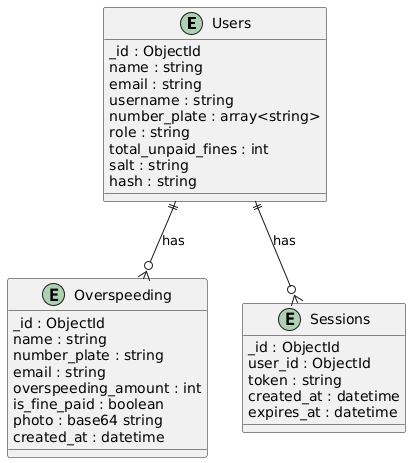 E Users
_id : ObjectId
name : string
email : string
username : string
number_plate : array<string>
role : string
total_unpaid_fines : int
salt : string
hash : string
has
has
E Overspeeding
_id : ObjectId
name : string
number_plate : string
email : string
overspeeding_amount : int
is_fine_paid : boolean
photo : base64 string
created_at : datetime
E Sessions
_id : ObjectId
user_id : ObjectId
token : string
created_at : datetime
expires_at : datetime